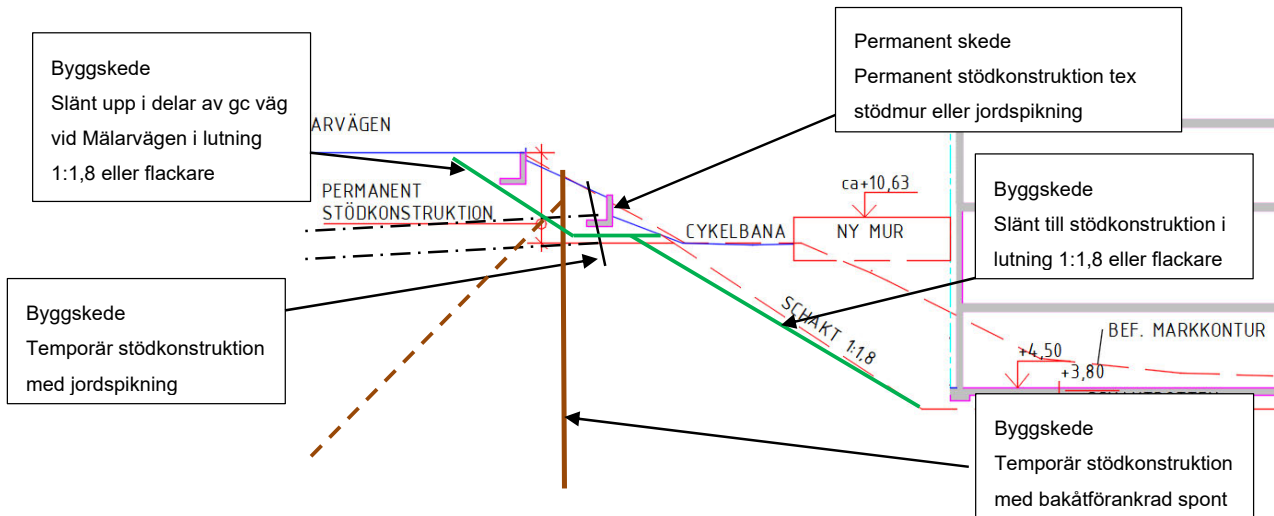 Byggskede
Slänt upp i delar av gc väg
vid Mälarvägen i lutning
1:1,8 eller flackare
Permanent skede
Permanent stödkonstruktion tex
stödmur eller jordspikning
ARVÄGEN
PERMANENT
STÖDKONSTRUKTION
ca+10,63
NY MUR
CYKELBANA
Byggskede
Slänt till stödkonstruktion i
lutning 1:1,8 eller flackare
Byggskede
Temporär stödkonstruktion
med jordspikning
SCHAKT 1:1,8
BEF. MARKKONTUR
+4,50
+3,80
Byggskede
Temporär stödkonstruktion
med bakåtförankrad spont